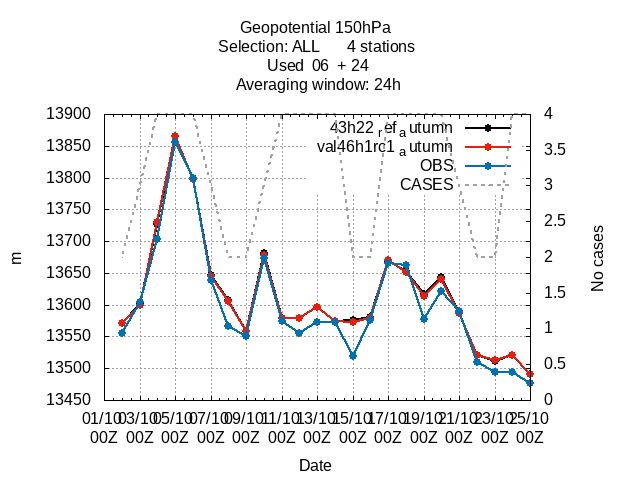 Geopotential 150hPa
Selection: ALL 4 stations
Used 06 + 24
Averaging window: 24h
43h22_ref_autumn
val46h1rc1_autumn
OBS
CASES
13900
13850
13800
13750
13700
13650
13600
13550
13500
13450
4
3.5
3
2.5
2
1.5
1
0.5
0
m
No cases
01/10 03/10 05/10 07/10 09/10 11/10 13/10 15/10 17/10 19/10 21/10 23/10 25/10
00Z 00Z 00Z 00Z 00Z 00Z 00Z 00Z 00Z 00Z 00Z 00Z 00Z
Date